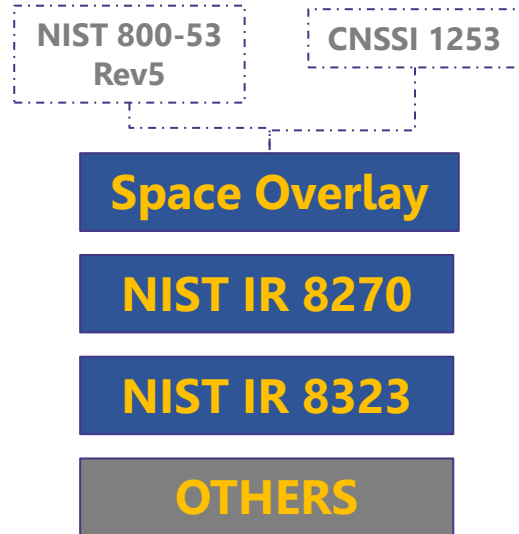 NIST 800-53
Rev5
CNSSI 1253
Space Overlay
NIST IR 8270
NIST IR 8323
OTHERS